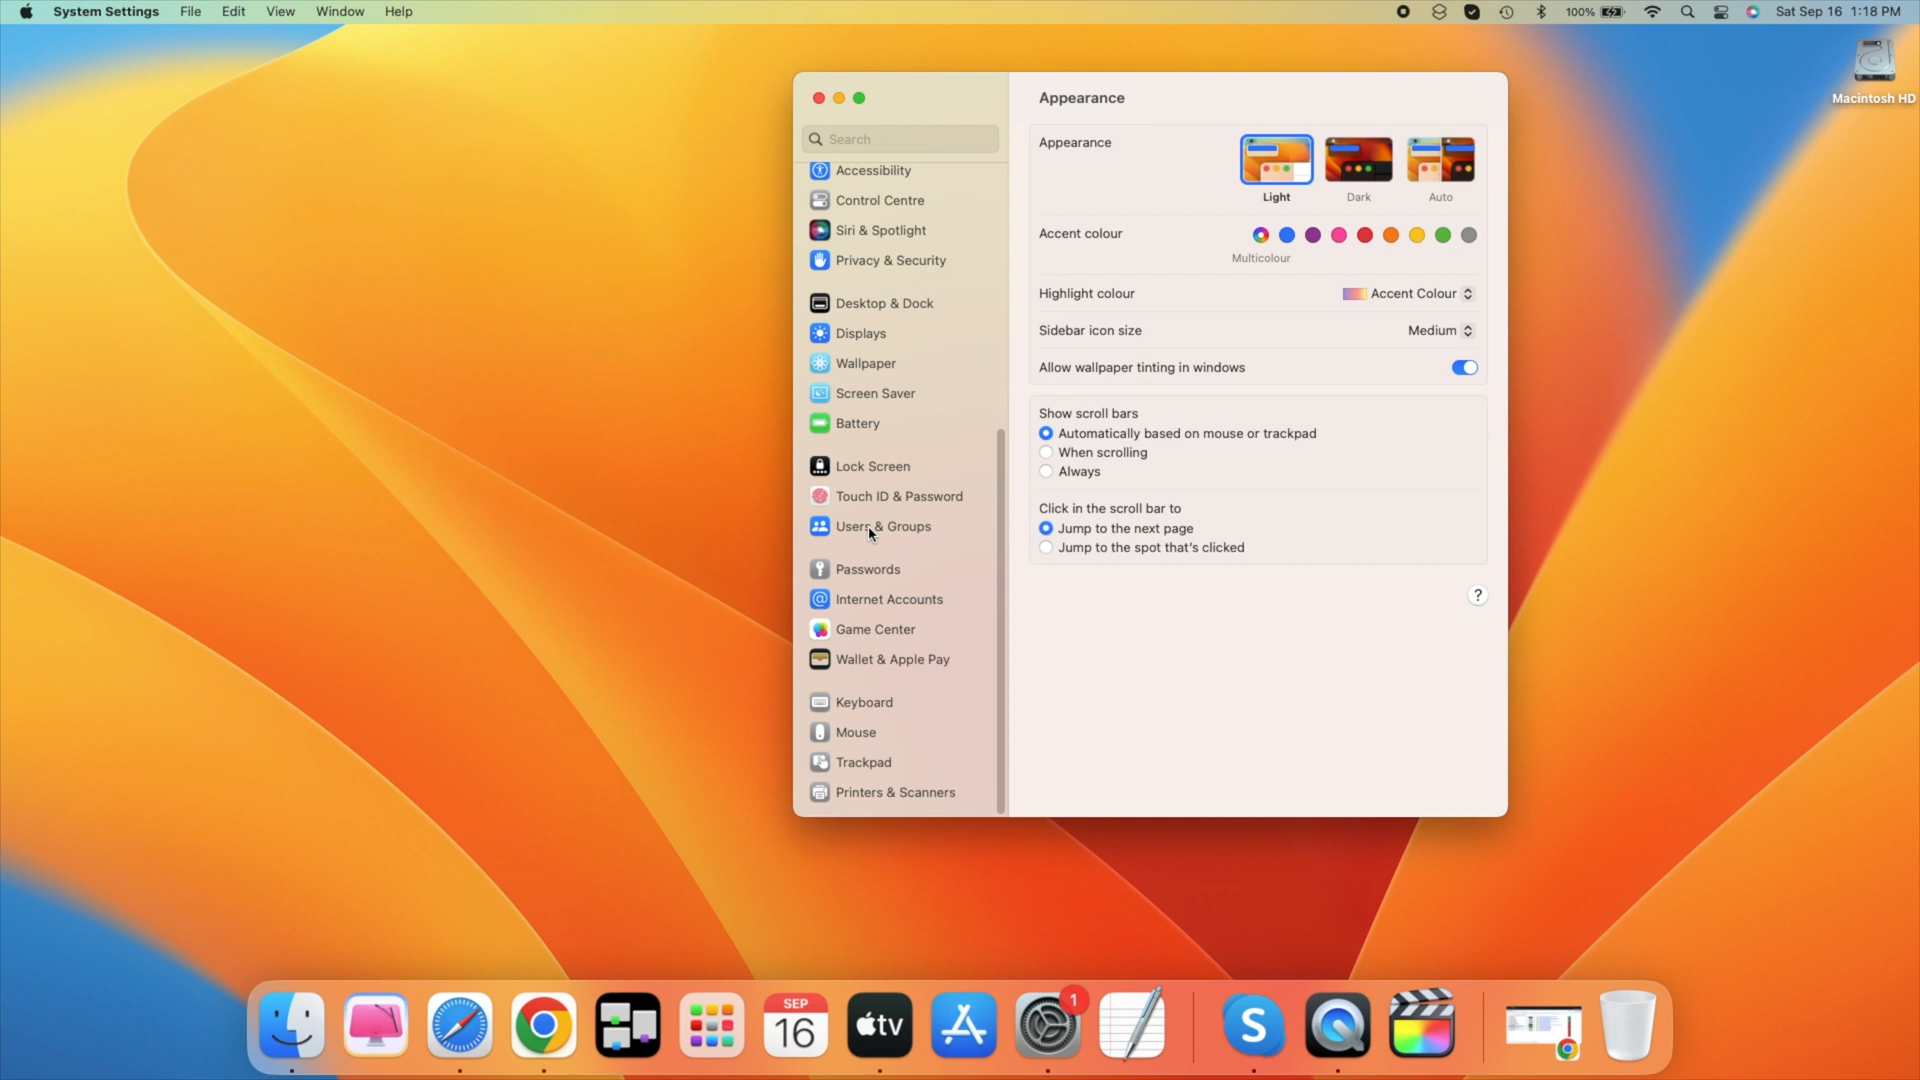 System Settings File Edit View Window Help 100% Sat Sep 16 1:18 PM
Macintosh HD
Search
Accessibility
Control Centre
Siri & Spotlight
Privacy & Security
Desktop & Dock
Displays
Wallpaper
Screen Saver
Battery
Lock Screen
Touch ID & Password
Users & Groups
Passwords
Internet Accounts
Game Center
Wallet & Apple Pay
Keyboard
Mouse
Trackpad
Printers & Scanners
Appearance
Appearance
Light Dark Auto
Accent colour
Multicolour
Highlight colour Accent Colour
Sidebar icon size Medium
Allow wallpaper tinting in windows
Show scroll bars
Automatically based on mouse or trackpad
When scrolling
Always
Click in the scroll bar to
Jump to the next page
Jump to the spot that's clicked
?
SEP
16
tv
1
S